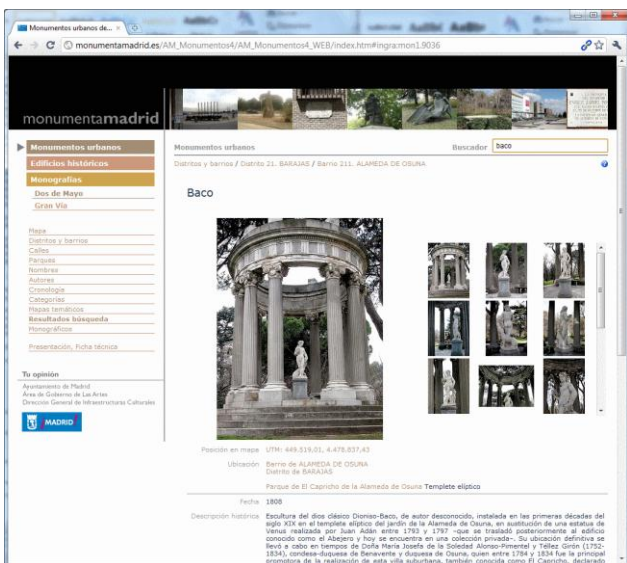 Monumentos urbanos de...
monumentamadrid.es/AM_Monumentos4/AM_Monumentos4_WEB/index.htm#ingra:mon1.9036
monumentamadrid
Monumentos urbanos
Edificios históricos
Monografías
Dos de Mayo
Gran Vía
Mapa
Distritos y barrios
Calles
Parques
Nombres
Autores
Cronología
Categorías
Mapas temáticos
Resultados búsqueda
Monográficos
Presentación, Ficha técnica
Tu opinión
Ayuntamiento de Madrid
Área de Gobierno de Las Artes
Dirección General de Infraestructuras Culturales
MADRID
Monumentos urbanos
Buscador baco
Distritos y barrios / Distrito 21. BARAJAS / Barrio 211. ALAMEDA DE OSUNA
Baco
Posición en mapa UTM: 449.519,01, 4.478.837,43
Ubicación Barrio de ALAMEDA DE OSUNA
Distrito de BARAJAS
Parque de El Capricho de la Alameda de Osuna Templete elíptico
Fecha 1808
Descripción histórica Escultura del dios clásico Dioniso-Baco, de autor desconocido, instalada en las primeras décadas del
siglo XIX en el templete elíptico del jardín de la Alameda de Osuna, en sustitución de una estatua de
Venus realizada por Juan Adán entre 1793 y 1797 –que se trasladó posteriormente al edificio
conocido como el Abejero y hoy se encuentra en una colección privada–. Su ubicación definitiva se
llevó a cabo en tiempos de Doña María Josefa de la Soledad Alonso-Pimentel y Téllez Girón (1752-
1834), condesa-duquesa de Benavente y duquesa de Osuna, quien entre 1784 y 1834 fue la principal
promotora de la realización de esta villa suburbana, también conocida como El Capricho, declarado